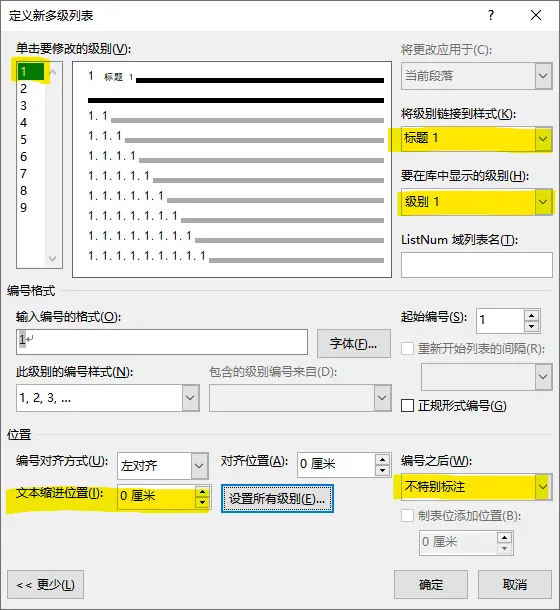 定义新多级列表
单击要修改的级别(V):
1
2
3
4
5
6
7
8
9
1 标题 1
1.1
1.1.1
1.1.1.1
1.1.1.1.1
1.1.1.1.1.1
1.1.1.1.1.1.1
1.1.1.1.1.1.1.1
1.1.1.1.1.1.1.1.1
将更改应用于(C):
当前段落
将级别链接到样式(K):
标题 1
要在库中显示的级别(H):
级别 1
ListNum 域列表名(T):
编号格式
输入编号的格式(O):
1
字体(F)...
起始编号(S):
1
重新开始列表的间隔(R):
此级别的编号样式(N):
1, 2, 3, ...
包含的级别编号来自(D):
正规形式编号(G)
位置
编号对齐方式(U):
左对齐
对齐位置(A):
0 厘米
编号之后(W):
不特别标注
文本缩进位置(I):
0 厘米
设置所有级别(E)...
制表位添加位置(B):
0 厘米
<< 更少(L)
确定
取消